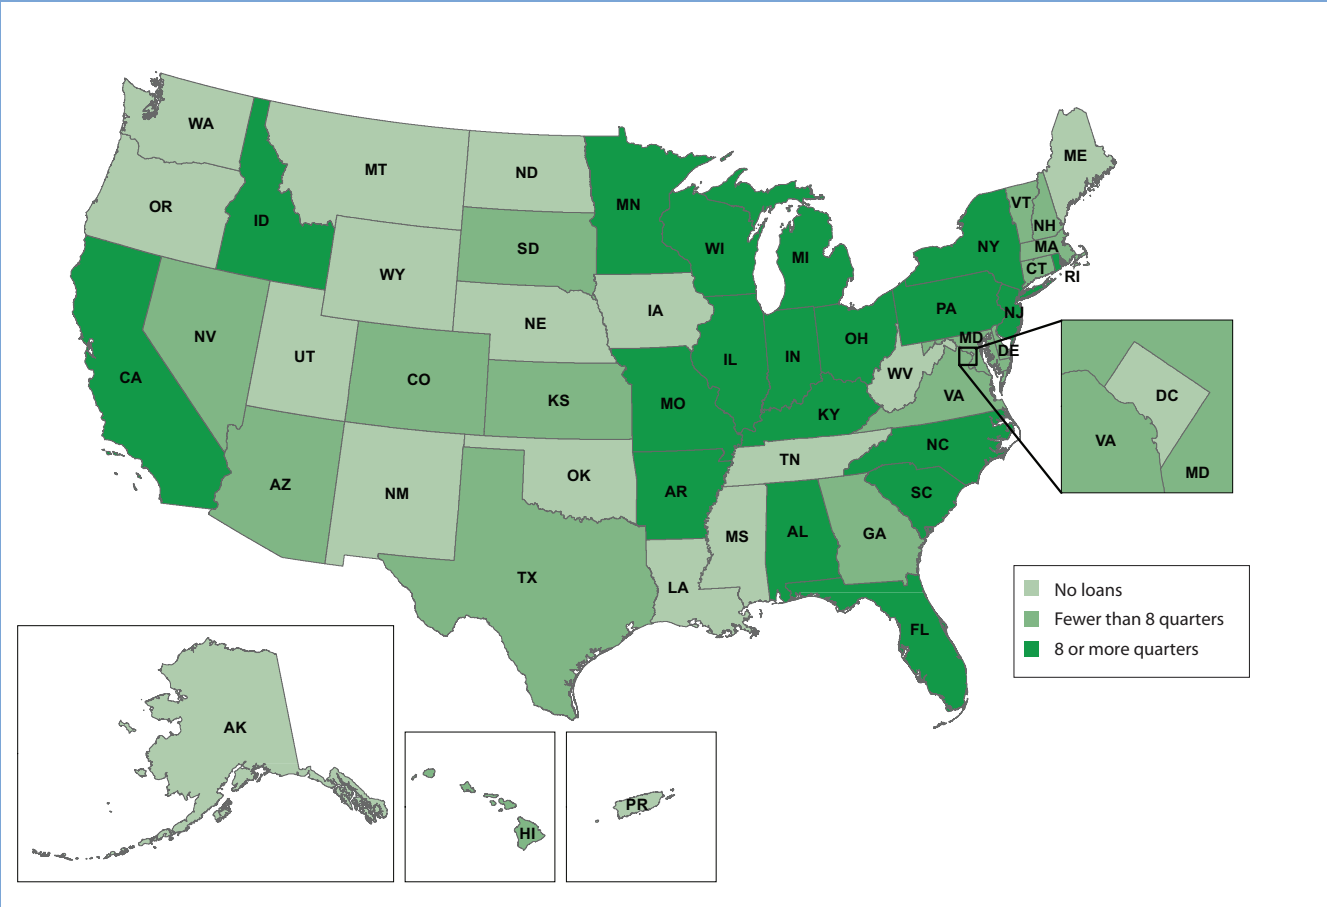 WA
MT
ND
MN
OR
ID
SD
WI
MI
NY
VT
NH
ME
MA
CT
RI
WY
IA
NE
PA
NJ
NV
UT
CO
IL
IN
OH
MD
DE
CA
KS
MO
WV
VA
KY
DC
VA
MD
AZ
NM
OK
AR
TN
NC
SC
TX
LA
MS
AL
GA
FL
No loans
Fewer than 8 quarters
8 or more quarters
AK
HI
PR